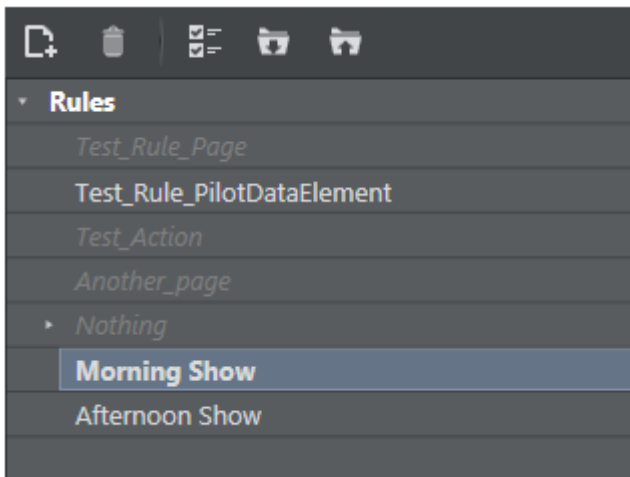 Rules
Test_Rule_Page
Test_Rule_PilotDataElement
Test_Action
Another_page
Nothing
Morning Show
Afternoon Show